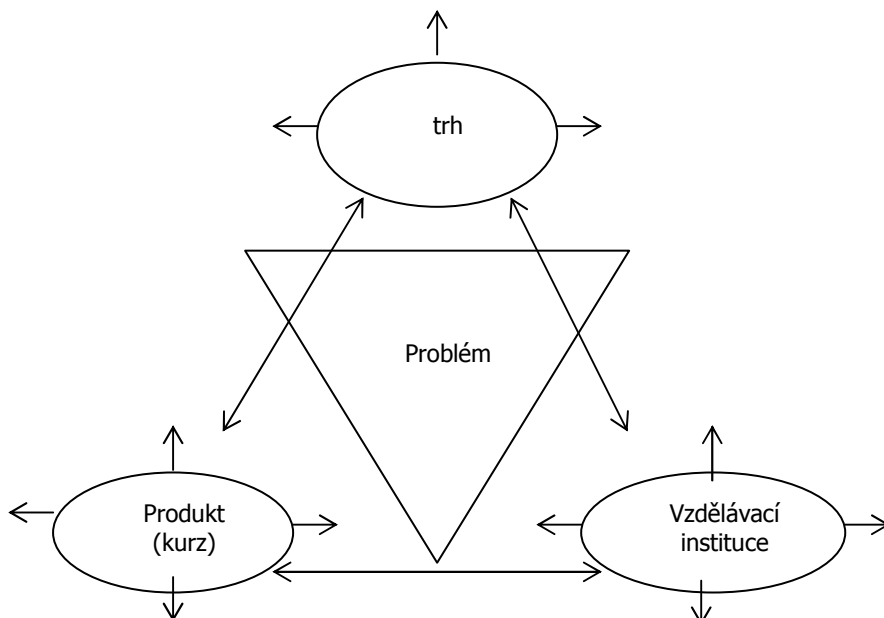 trh
Problém
Produkt
(kurz)
Vzdělávací
instituce